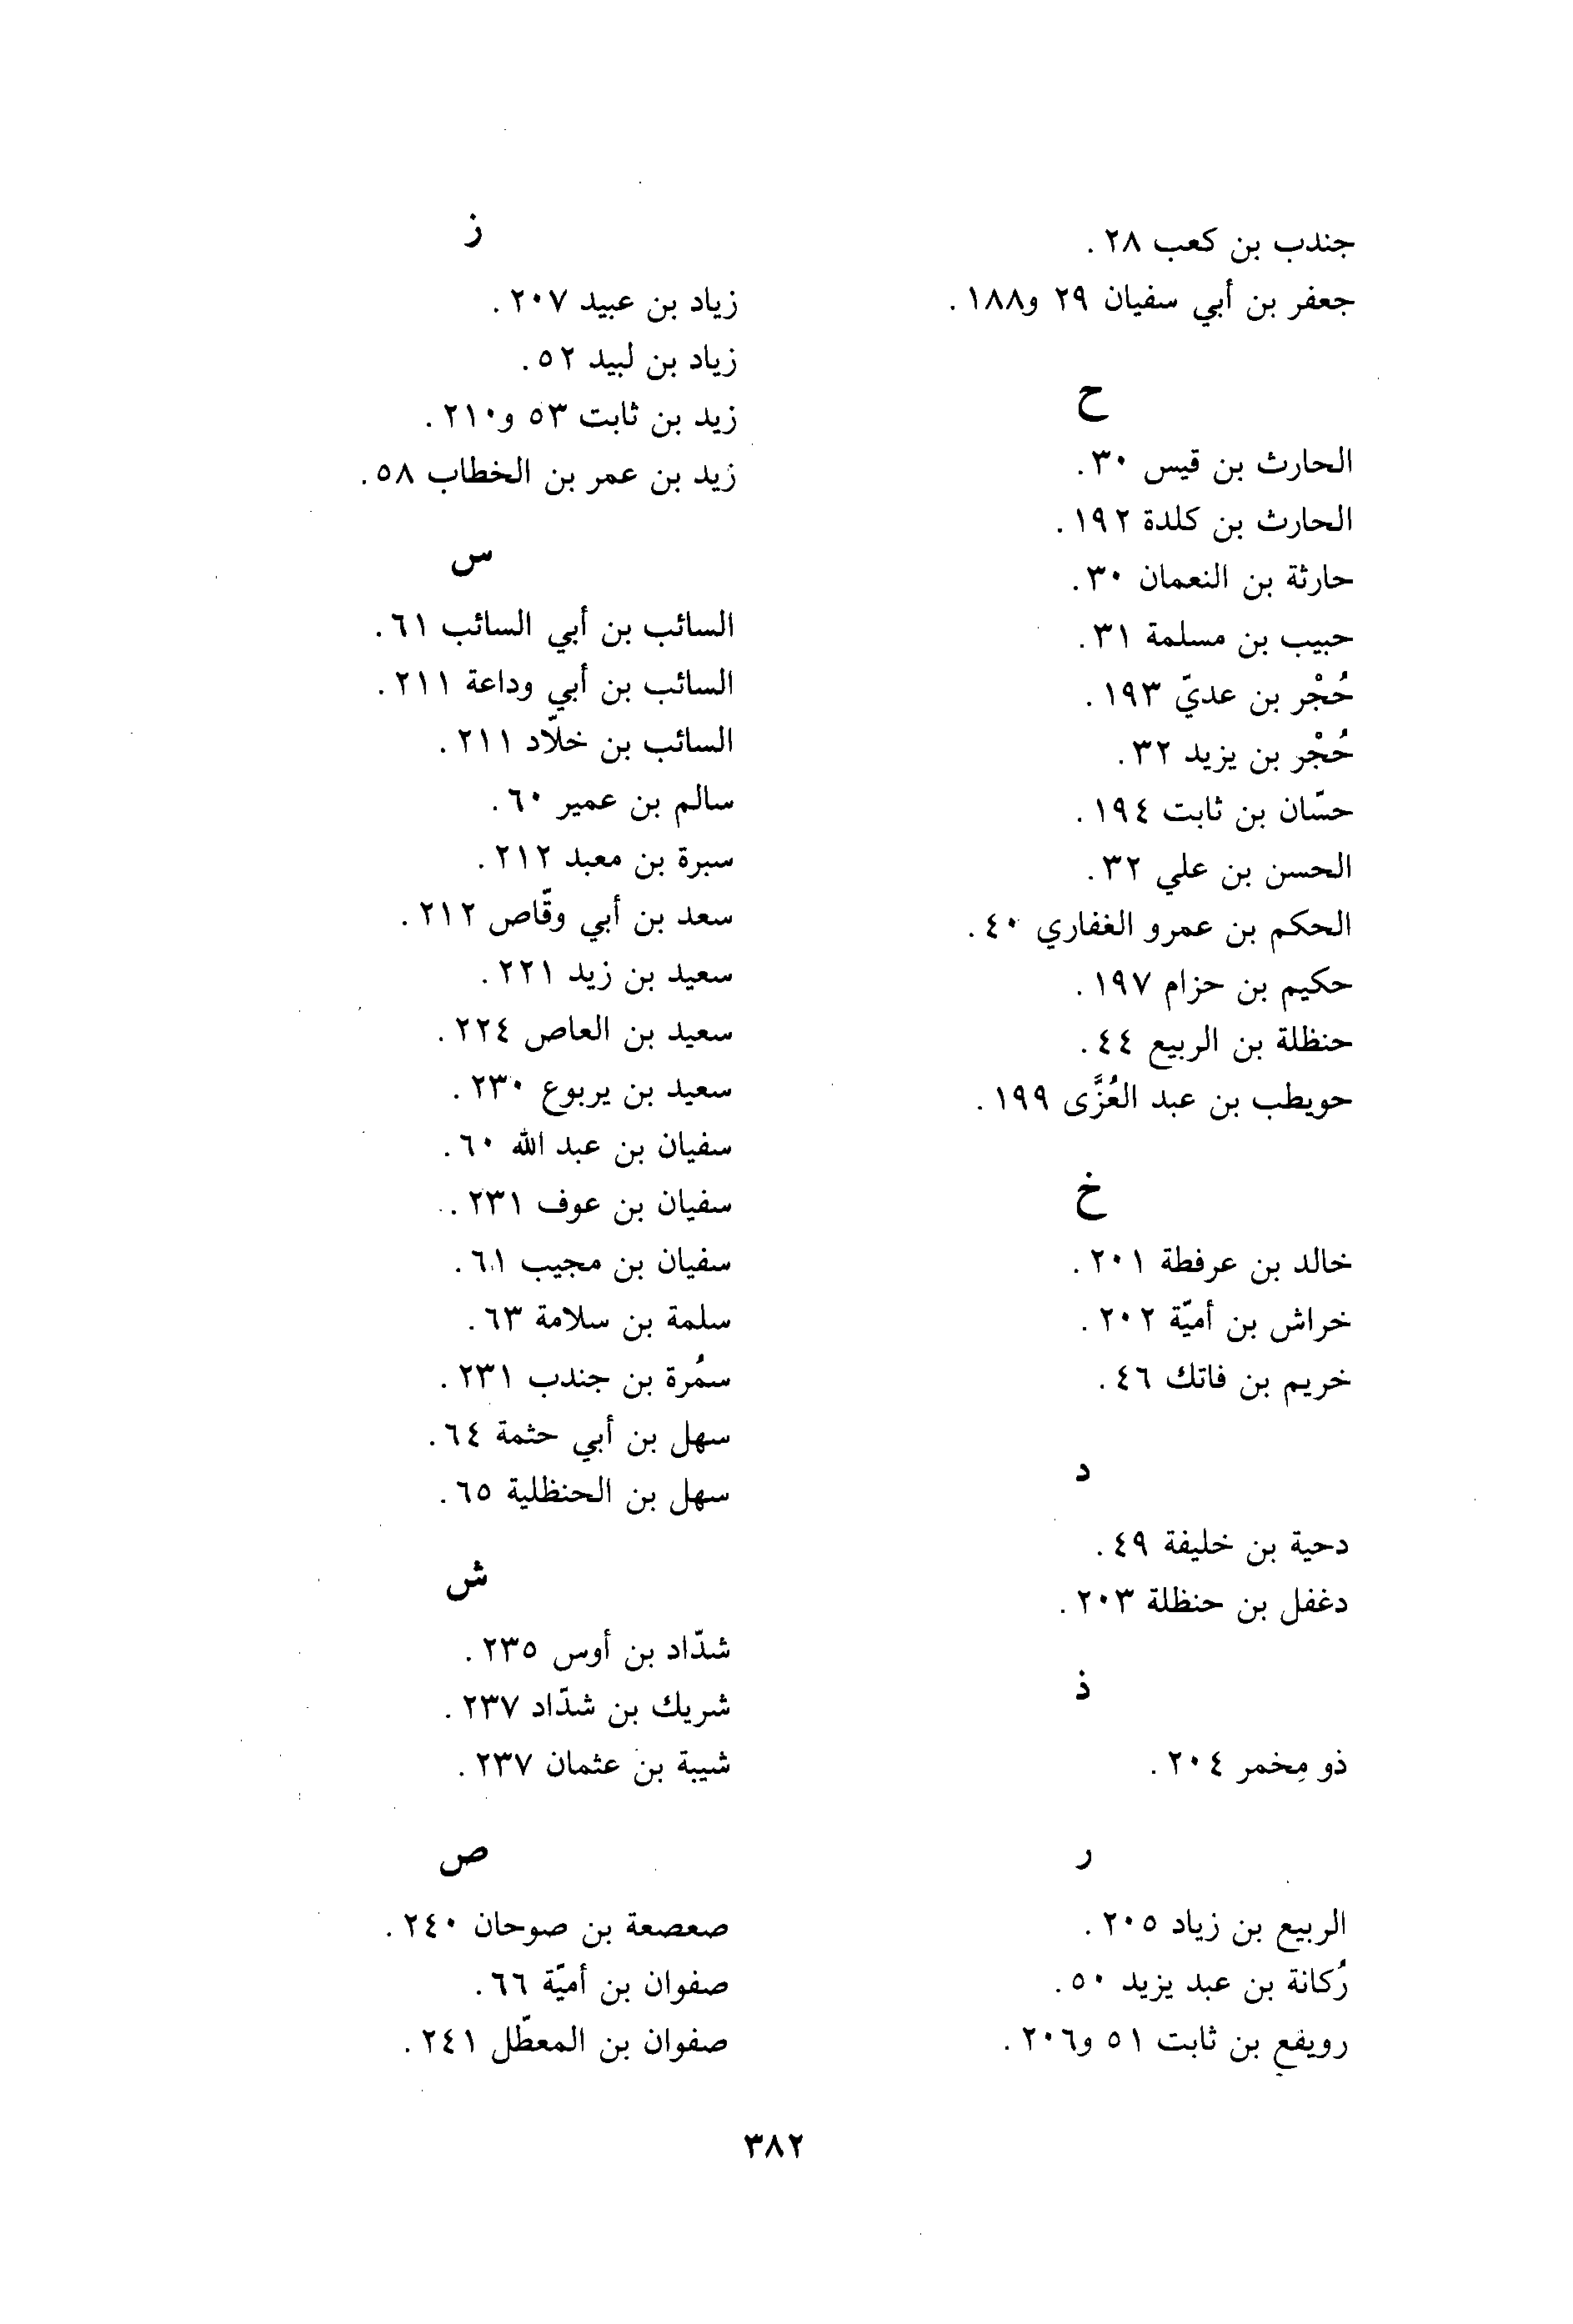 جندب بن كعب ٢٨ .
جعفر بن أبي سفيان ٢٩ و١٨٨ .
ح
الحارث بن قيس ٣٠ .
الحارث بن كلدة ١٩٢ .
حارثة بن النعمان ٣٠ .
حبيب بن مسلمة ٣١ .
حُجْر بن عديّ ١٩٣ .
حُجْر بن يزيد ٣٢ .
حسّان بن ثابت ١٩٤ .
الحسن بن علي ٣٢ .
الحكم بن عمرو الغفاري ٤٠ .
حكيم بن حزام ١٩٧ .
حنظلة بن الربيع ٤٤ .
حويطب بن عبد العُزَّى ١٩٩ .
خ
خالد بن عرفطة ٢٠١ .
خراش بن أميّة ٢٠٢ .
خريم بن فاتك ٤٦ .
د
دحية بن خليفة ٤٩ .
دغفل بن حنظلة ٢٠٣ .
ذ
ذو مِخمر ٢٠٤ .
ر
الربيع بن زياد ٢٠٥ .
رُكانة بن عبد يزيد ٥٠ .
رويفع بن ثابت ٥١ و٢٠٦ .
ز
زياد بن عبيد ٢٠٧ .
زياد بن لبيد ٥٢ .
زيد بن ثابت ٥٣ و٢١٠ .
زيد بن عمر بن الخطاب ٥٨ .
س
السائب بن أبي السائب ٦١ .
السائب بن أبي وداعة ٢١١ .
السائب بن خلّاد ٢١١ .
سالم بن عمير ٦٠ .
سبرة بن معبد ٢١٢ .
سعد بن أبي وقّاص ٢١٢ .
سعيد بن زيد ٢٢١ .
سعيد بن العاص ٢٢٤ .
سعيد بن يربوع ٢٣٠ .
سفيان بن عبد الله ٦٠ .
سفيان بن عوف ٢٣١ .
سفيان بن مجيب ٦١ .
سلمة بن سلامة ٦٣ .
سمُرة بن جندب ٢٣١ .
سهل بن أبي حثمة ٦٤ .
سهل بن الحنظلية ٦٥ .
ش
شدّاد بن أوس ٢٣٥ .
شريك بن شدّاد ٢٣٧ .
شيبة بن عثمان ٢٣٧ .
ص
صعصعة بن صوحان ٢٤٠ .
صفوان بن أميّة ٦٦ .
صفوان بن المعطّل ٢٤١ .
٣٨٢